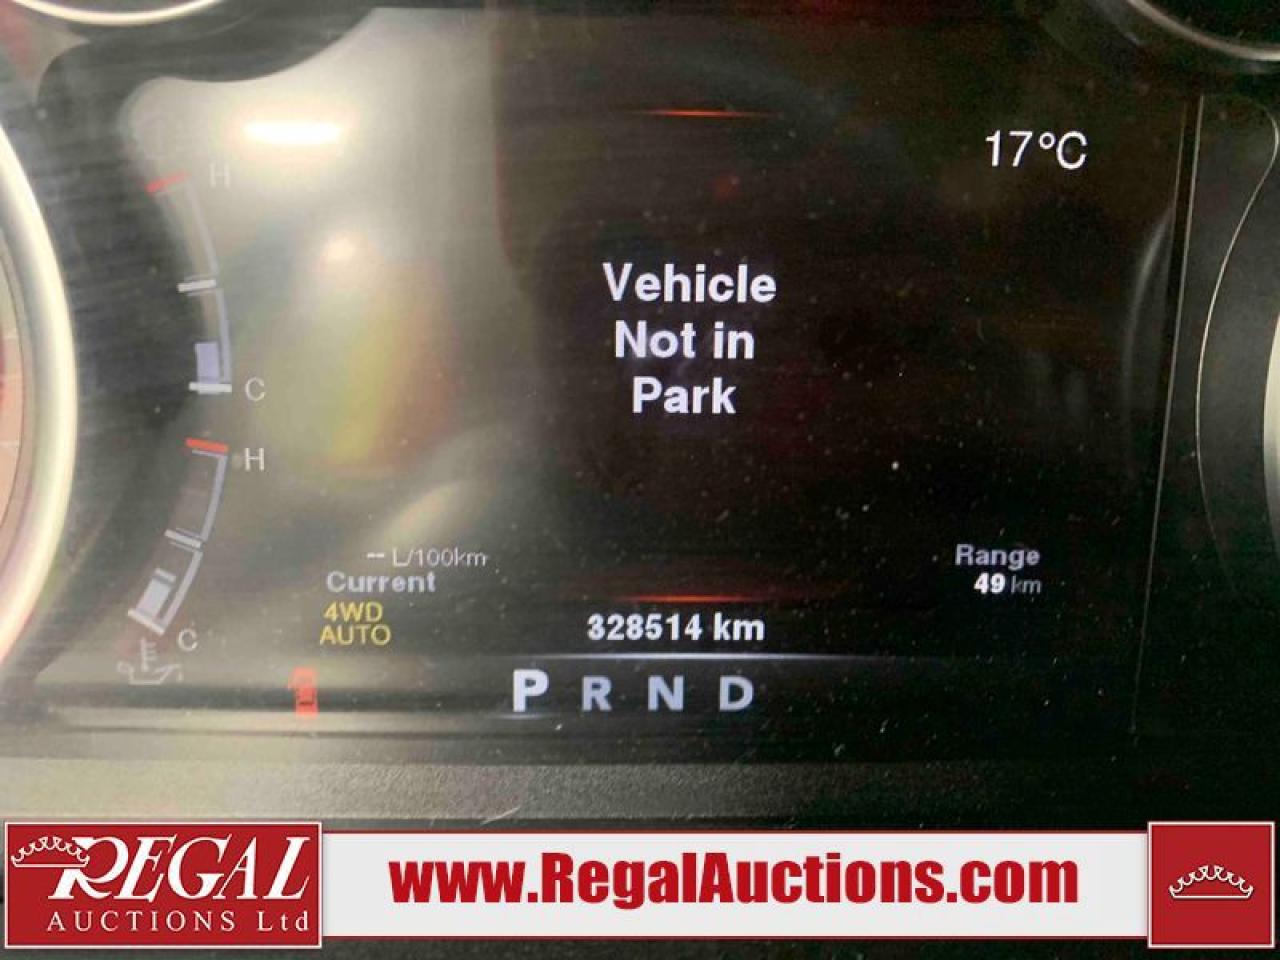 17°C
H
Vehicle
Not in
Park
C
H
-- L/100km
Current
Range
49 km
4WD
AUTO
328514 km
C
E
P R N D
REGAL
AUCTIONS Ltd
www.RegalAuctions.com